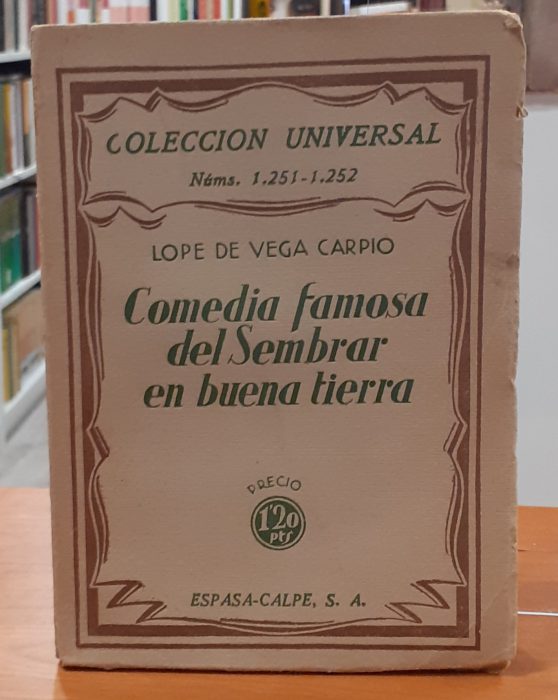 COLECCION UNIVERSAL
Núms. 1.251-1.252
LOPE DE VEGA CARPIO
Comedia famosa
del Sembrar
en buena tierra
PRECIO
1'20
pts
ESPASA-CALPE, S. A.